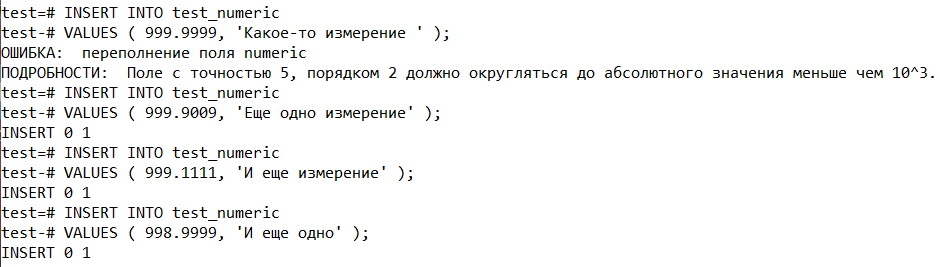 test=# INSERT INTO test_numeric
test-# VALUES ( 999.9999, 'Какое-то измерение ' );
ОШИБКА:  переполнение поля numeric
ПОДРОБНОСТИ:  Поле с точностью 5, порядком 2 должно округляться до абсолютного значения меньше чем 10^3.
test=# INSERT INTO test_numeric
test-# VALUES ( 999.9009, 'Еще одно измерение' );
INSERT 0 1
test=# INSERT INTO test_numeric
test-# VALUES ( 999.1111, 'И еще измерение' );
INSERT 0 1
test=# INSERT INTO test_numeric
test-# VALUES ( 998.9999, 'И еще одно' );
INSERT 0 1